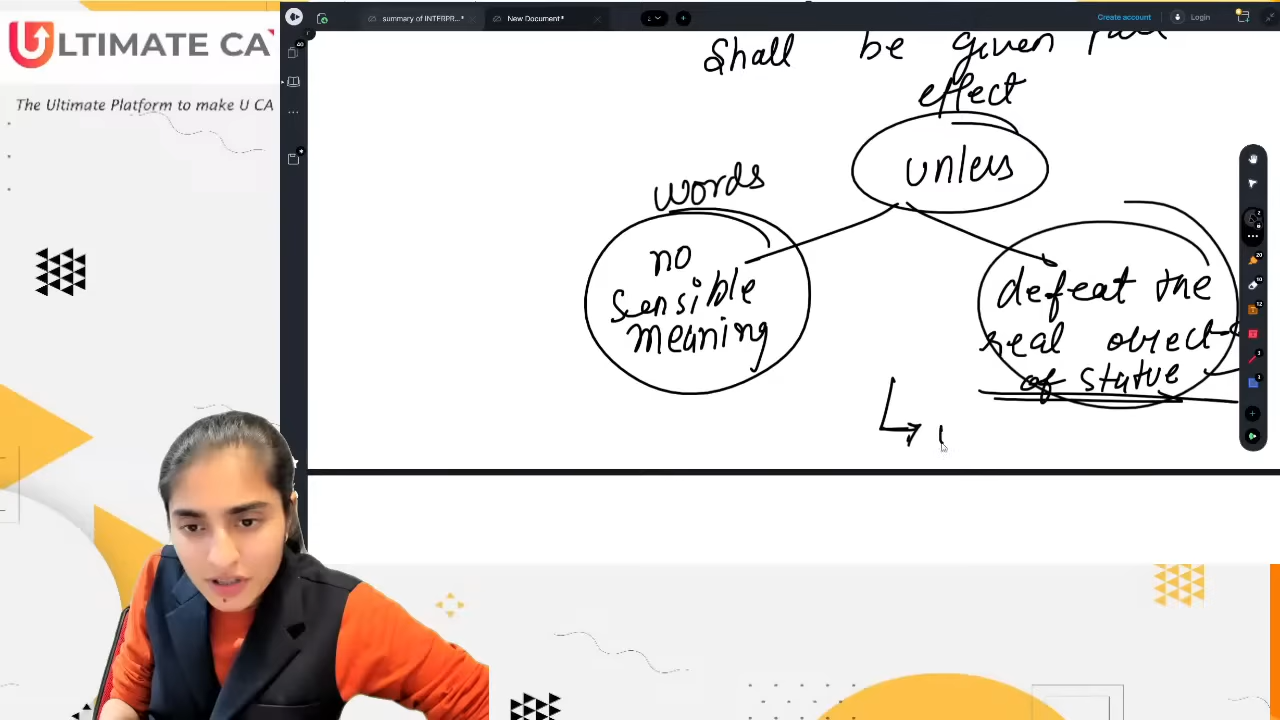 ULTIMATE CA
The Ultimate Platform to make U CA
summary of INTERPR...*
New Document*
Create account
Login
Shall be given
effect
unless
words
no
sensible
meaning
defeat the
real object
of statue